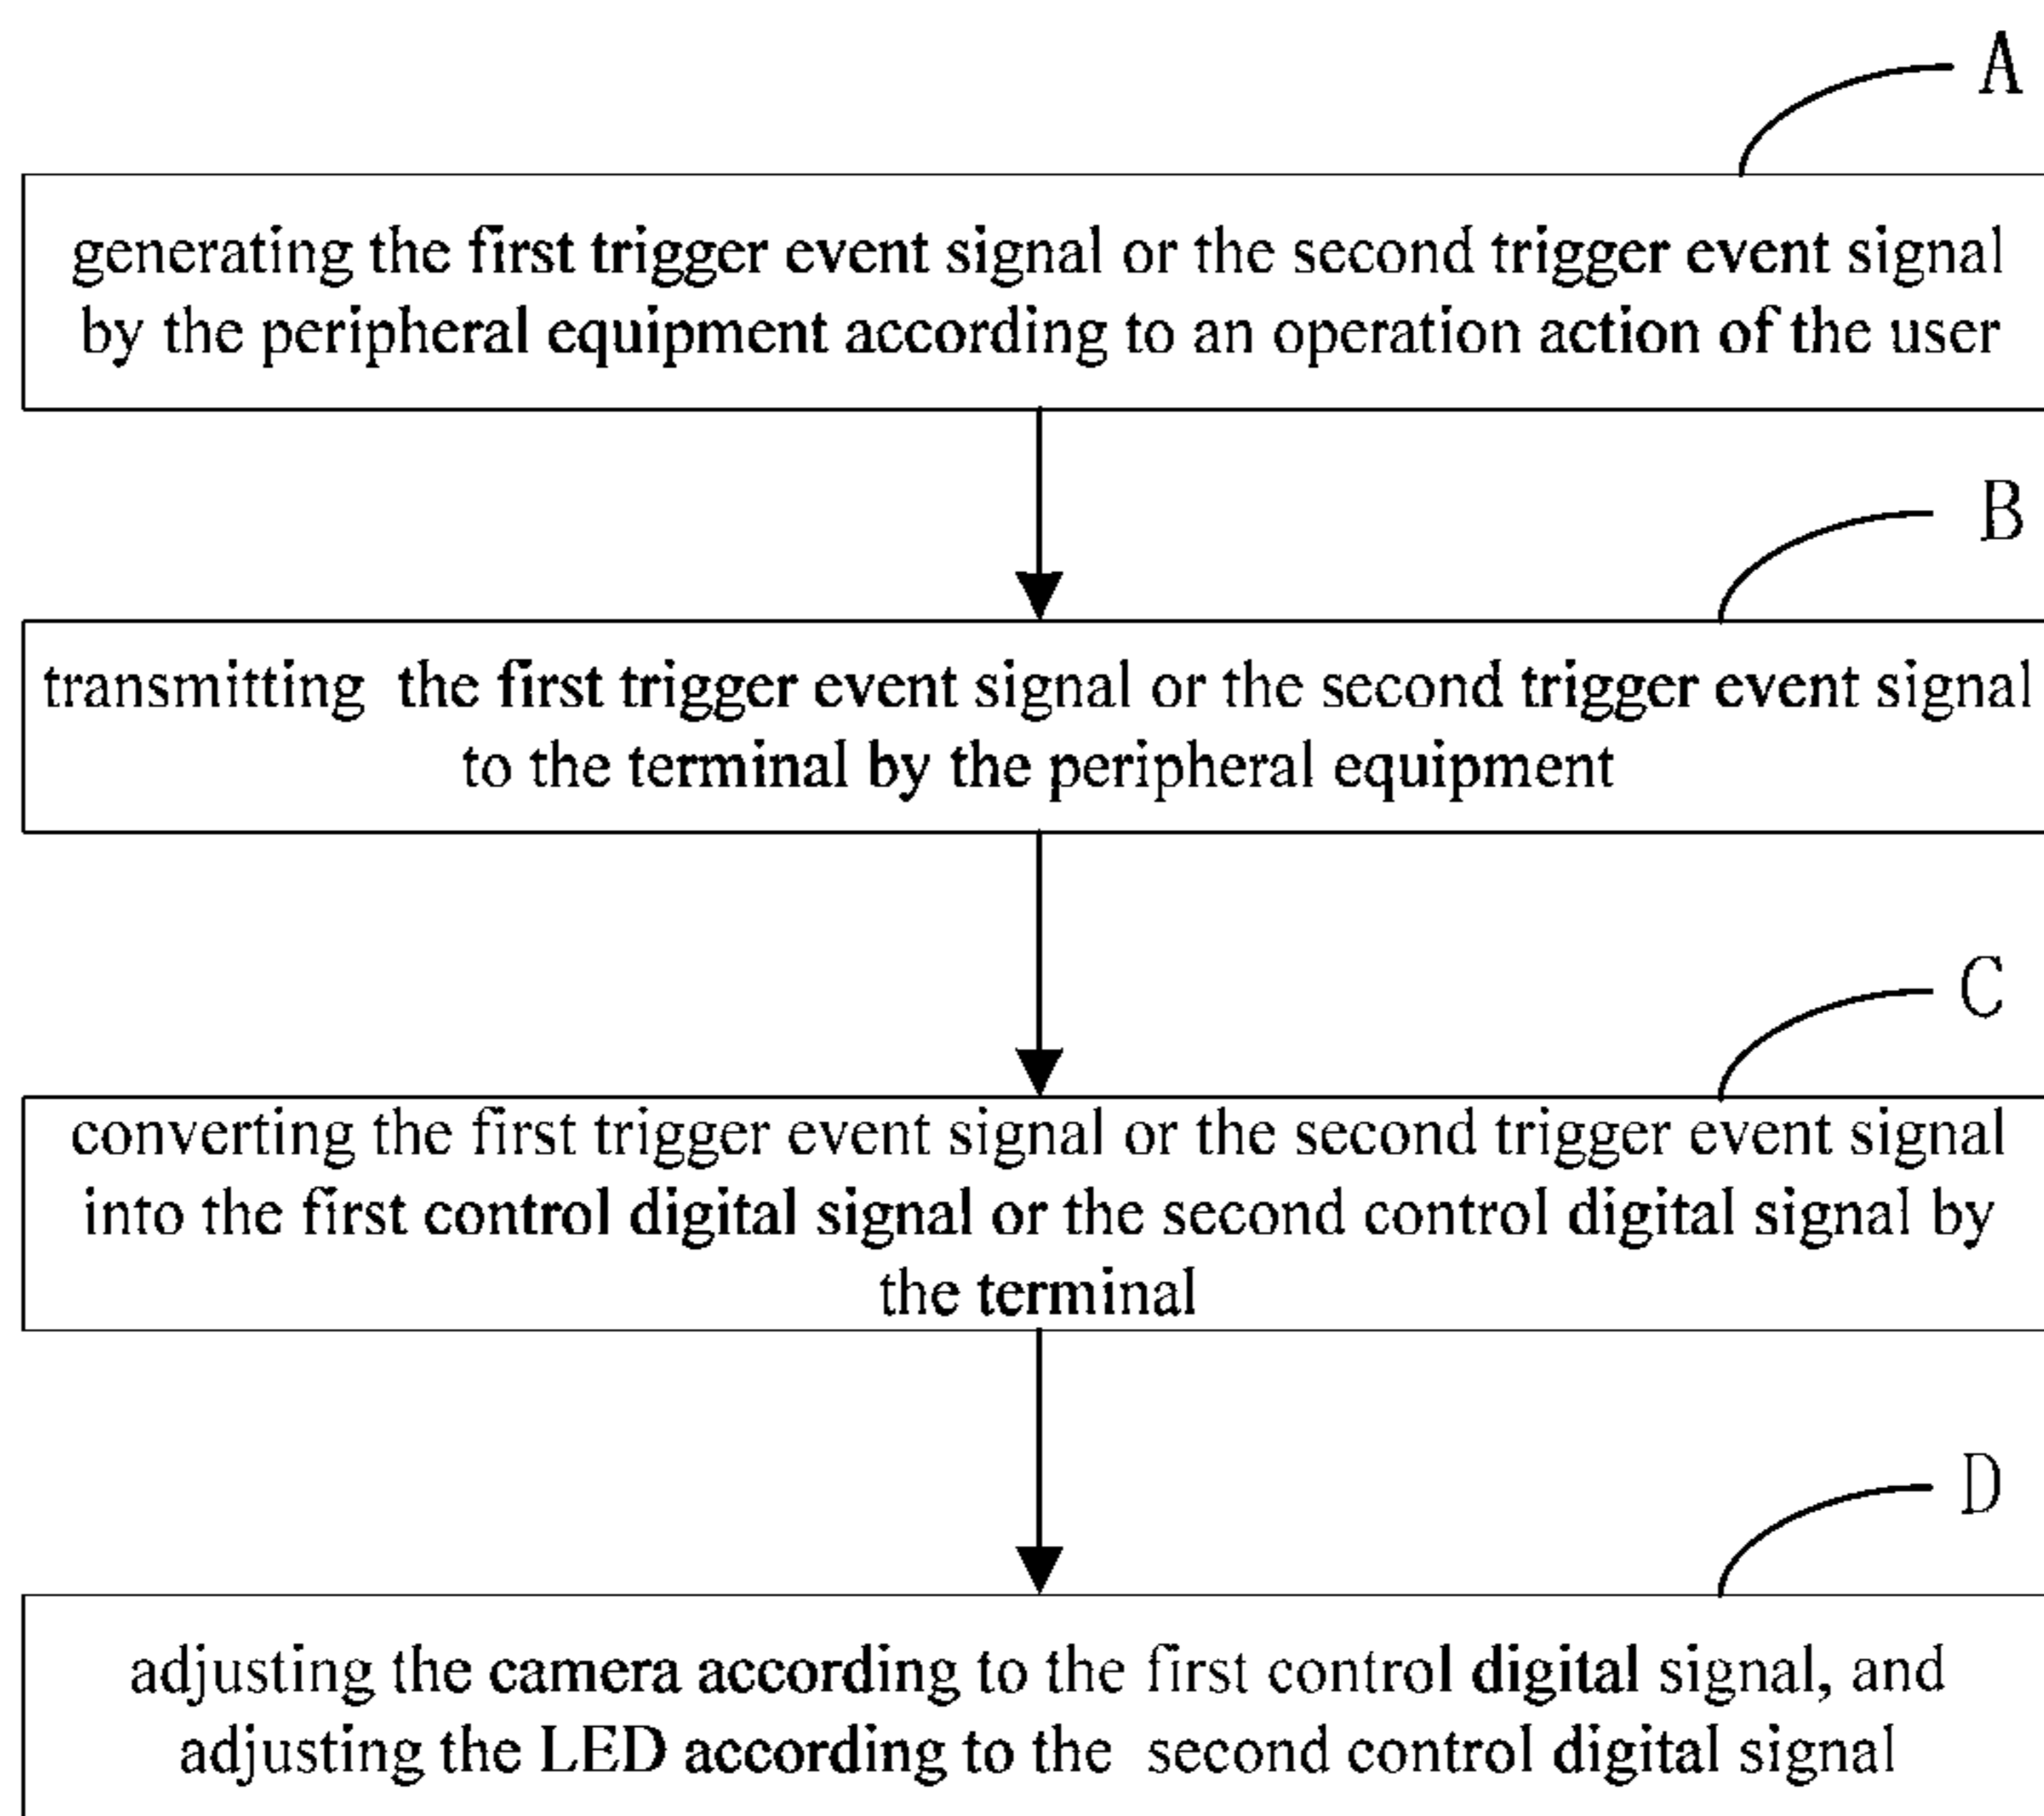 A
generating the first trigger event signal or the second trigger event signal
by the peripheral equipment according to an operation action of the user
B
transmitting the first trigger event signal or the second trigger event signal
to the terminal by the peripheral equipment
C
converting the first trigger event signal or the second trigger event signal
into the first control digital signal or the second control digital signal by
the terminal
D
adjusting the camera according to the first control digital signal, and
adjusting the LED according to the second control digital signal